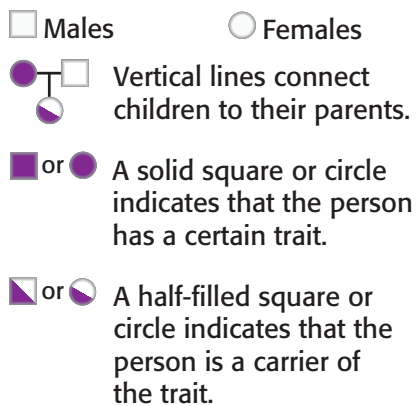 Males Females
Vertical lines connect
children to their parents.
or A solid square or circle
indicates that the person
has a certain trait.
or A half-filled square or
circle indicates that the
person is a carrier of
the trait.